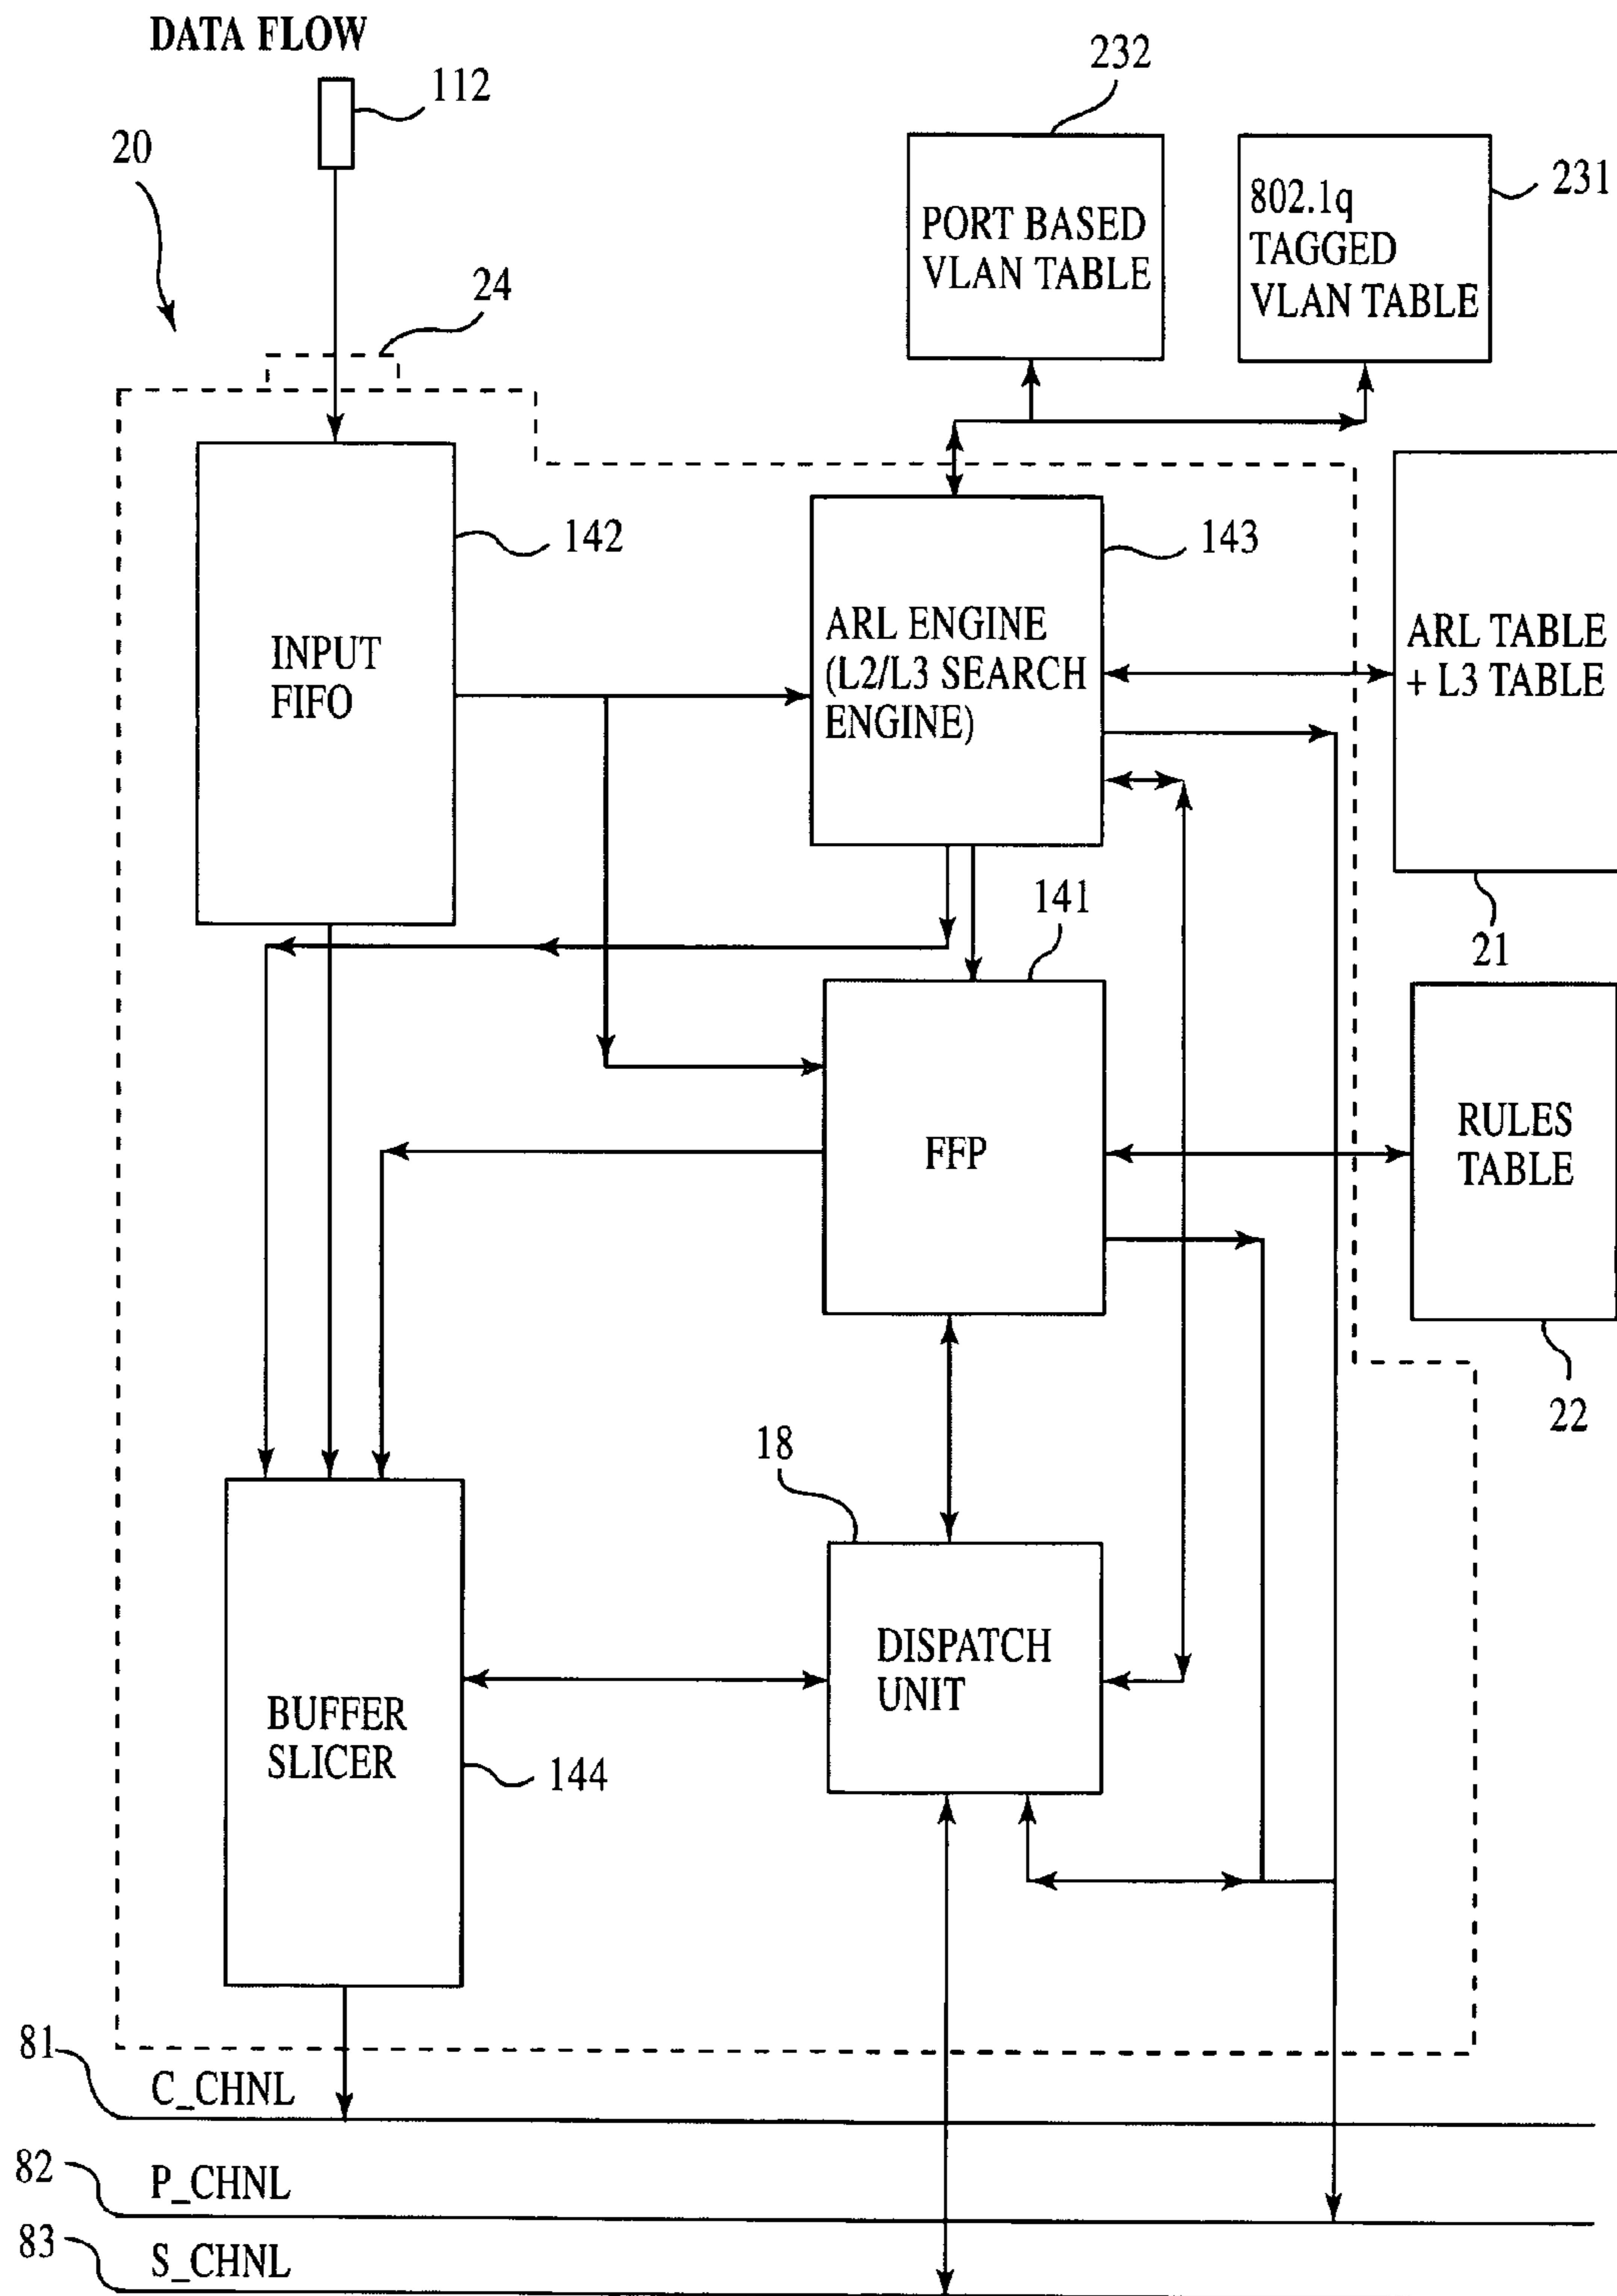 DATA FLOW
112
20
24
232
231
PORT BASED
VLAN TABLE
802.1q
TAGGED
VLAN TABLE
142
INPUT
FIFO
143
ARL ENGINE
(L2/L3 SEARCH
ENGINE)
ARL TABLE
+ L3 TABLE
21
141
FFP
RULES
TABLE
22
18
DISPATCH
UNIT
BUFFER
SLICER
144
81
C_CHNL
82
P_CHNL
83
S_CHNL